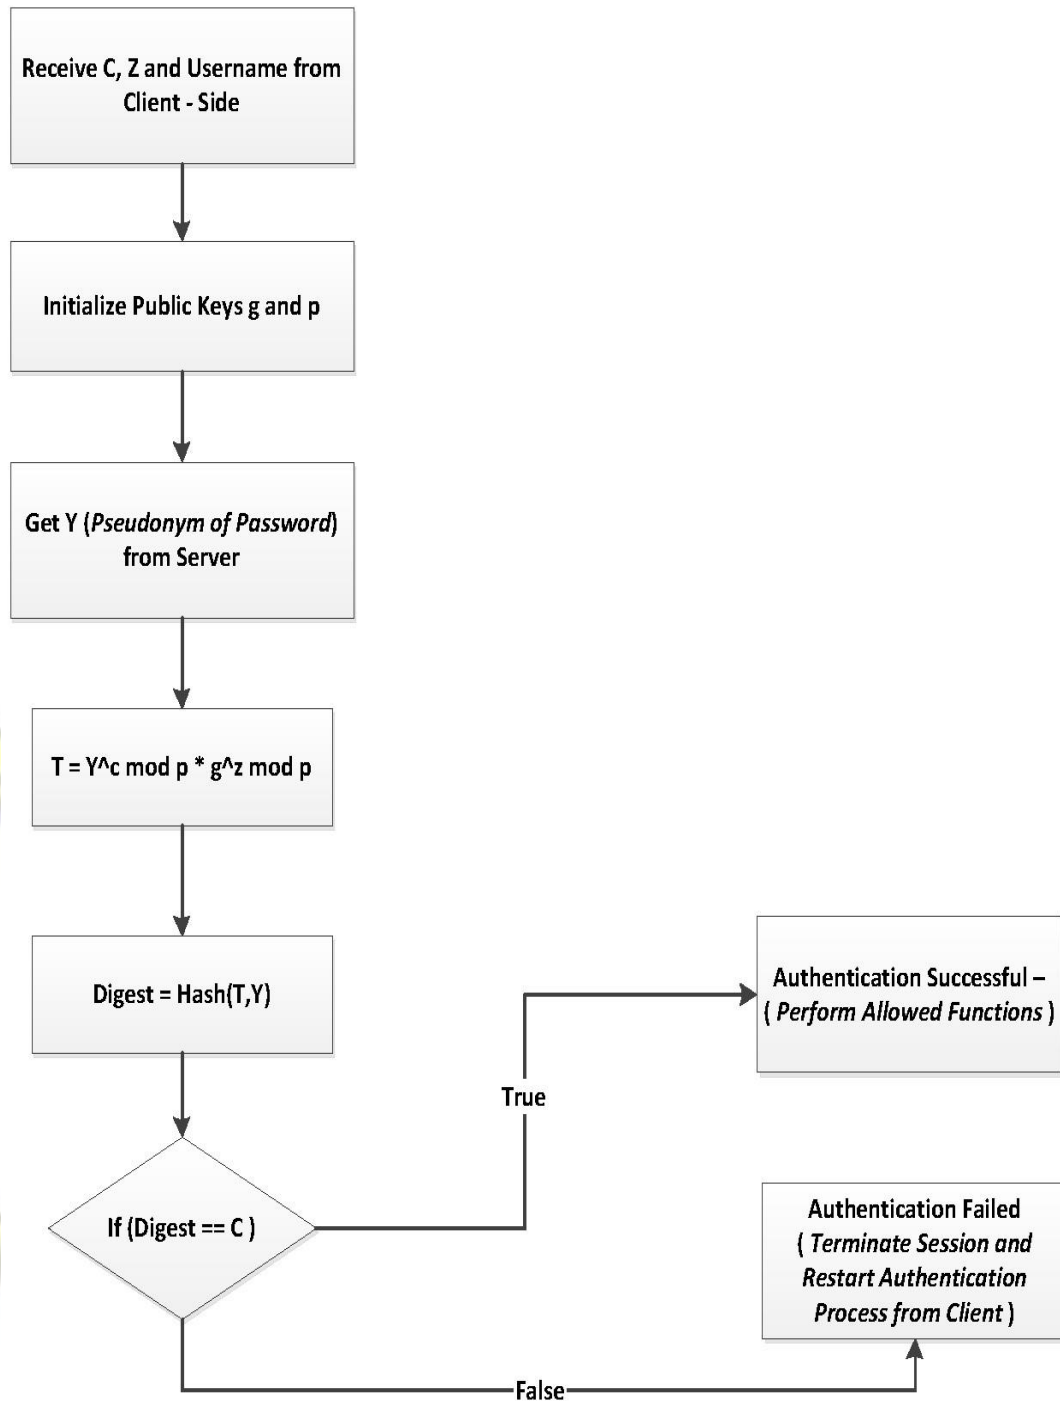 Receive C, Z and Username from
Client - Side
Initialize Public Keys g and p
Get Y (Pseudonym of Password)
from Server
T = Y^c mod p * g^z mod p
Digest = Hash(T,Y)
If (Digest == C )
True
Authentication Successful –
( Perform Allowed Functions )
False
Authentication Failed
( Terminate Session and
Restart Authentication
Process from Client )